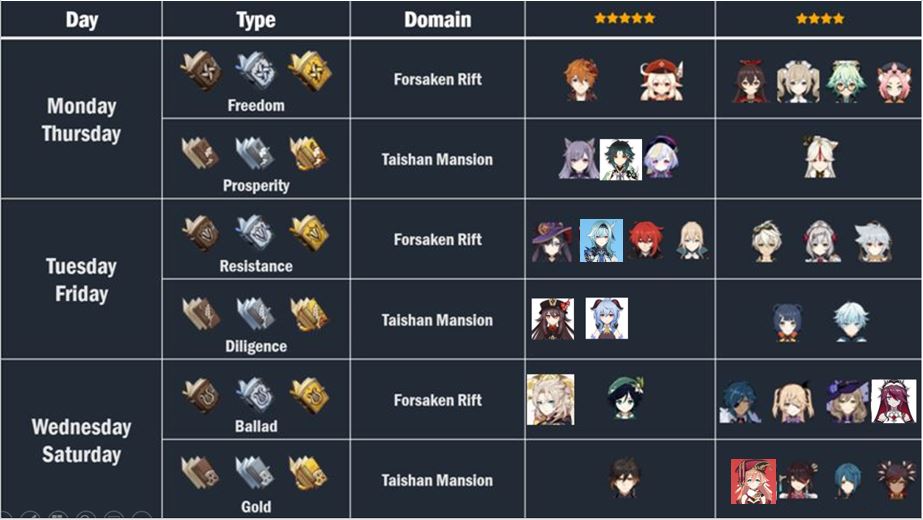 Day Type Domain
Monday
Thursday
Freedom
Forsaken Rift
Prosperity
Taishan Mansion
Tuesday
Friday
Resistance
Forsaken Rift
Diligence
Taishan Mansion
Wednesday
Saturday
Ballad
Forsaken Rift
Gold
Taishan Mansion